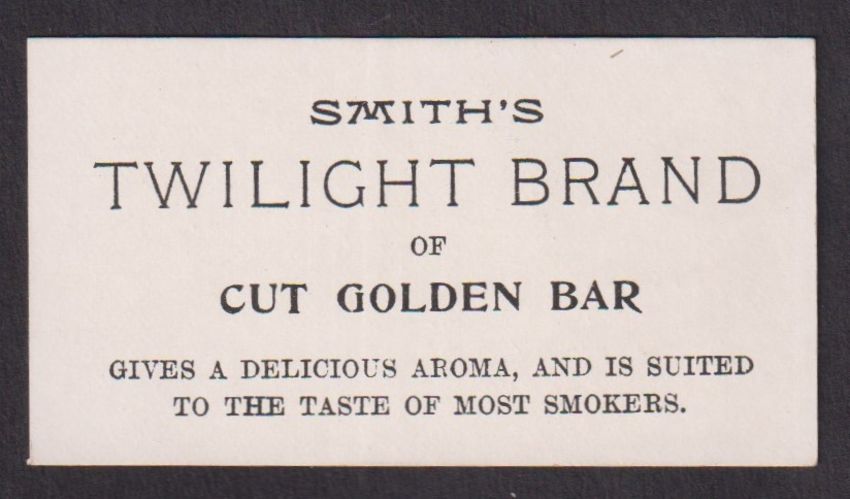 SMITH'S
TWILIGHT BRAND
OF
CUT GOLDEN BAR
GIVES A DELICIOUS AROMA, AND IS SUITED
TO THE TASTE OF MOST SMOKERS.